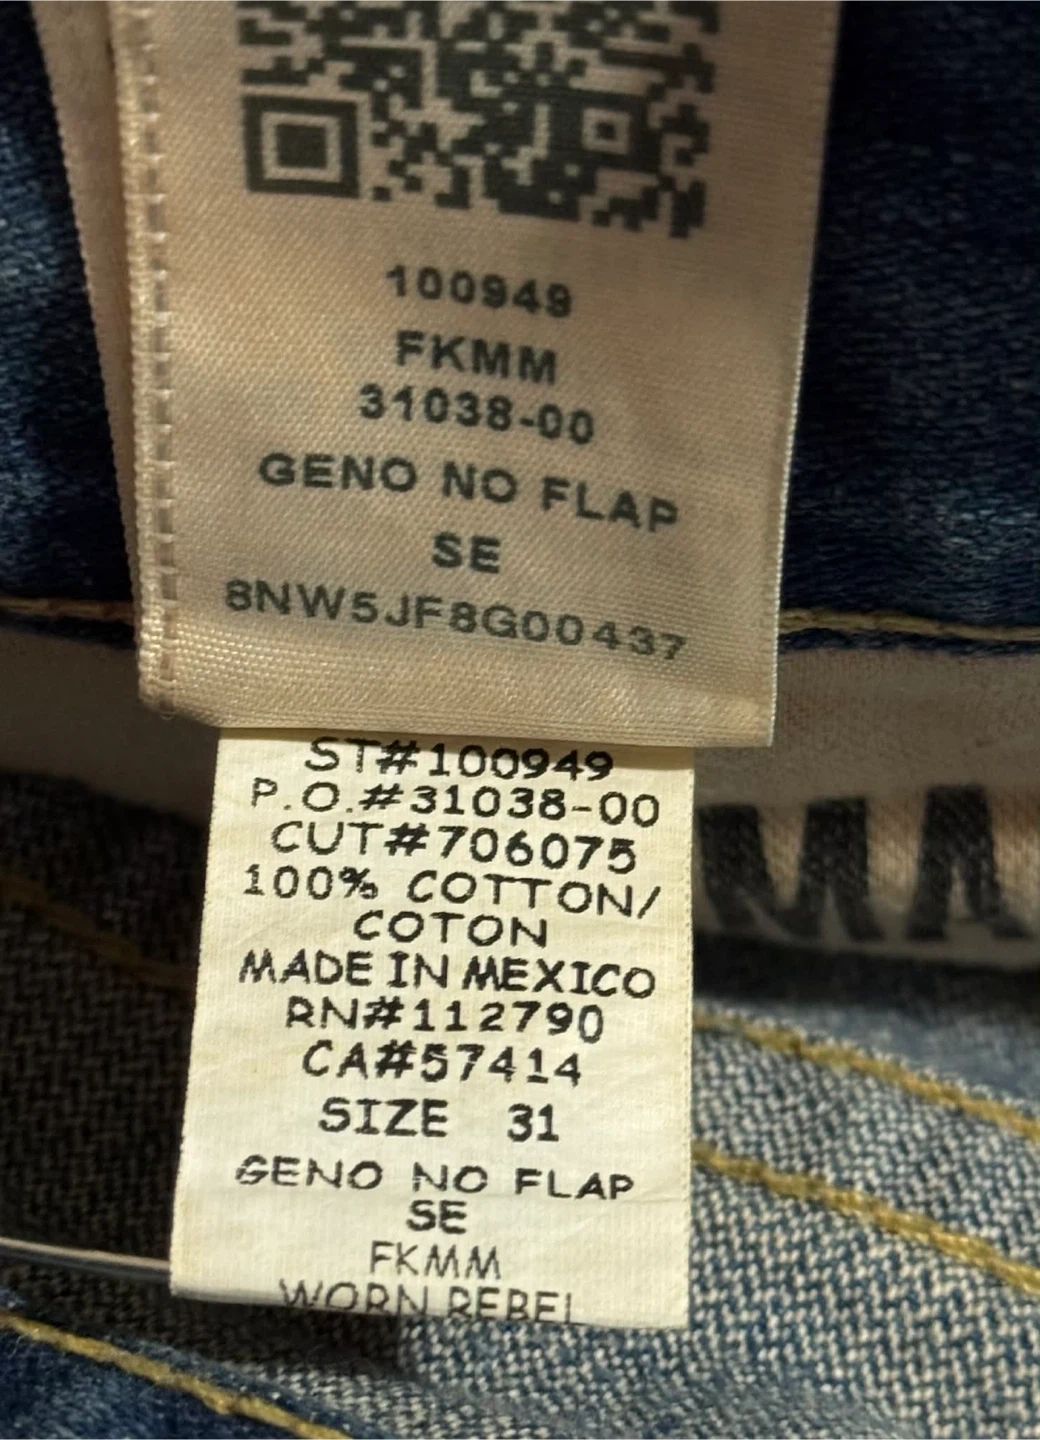 100949
FKMM
31038-00
GENO NO FLAP
SE
8NW5JF8G00437
ST#100949
P.O.#31038-00
CUT#706075
100% COTTON/
COTON
MADE IN MEXICO
RN#112790
CA#57414
SIZE 31
GENO NO FLAP
SE
FKMM
WORN REBEL